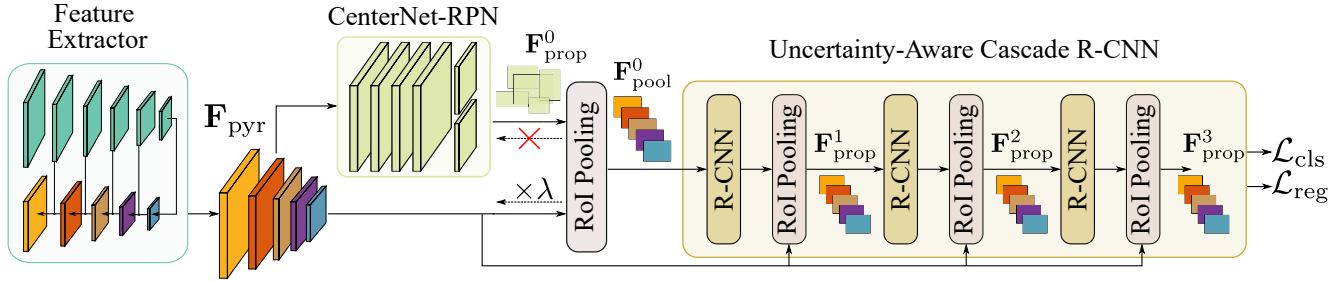 Feature
Extractor
CenterNet-RPN
Uncertainty-Aware Cascade R-CNN
F_pyr
F^0_prop
F^0_pool
×λ
RoI Pooling
R-CNN
RoI Pooling
F^1_prop
R-CNN
RoI Pooling
F^2_prop
R-CNN
RoI Pooling
F^3_prop
ℒ_cls
ℒ_reg